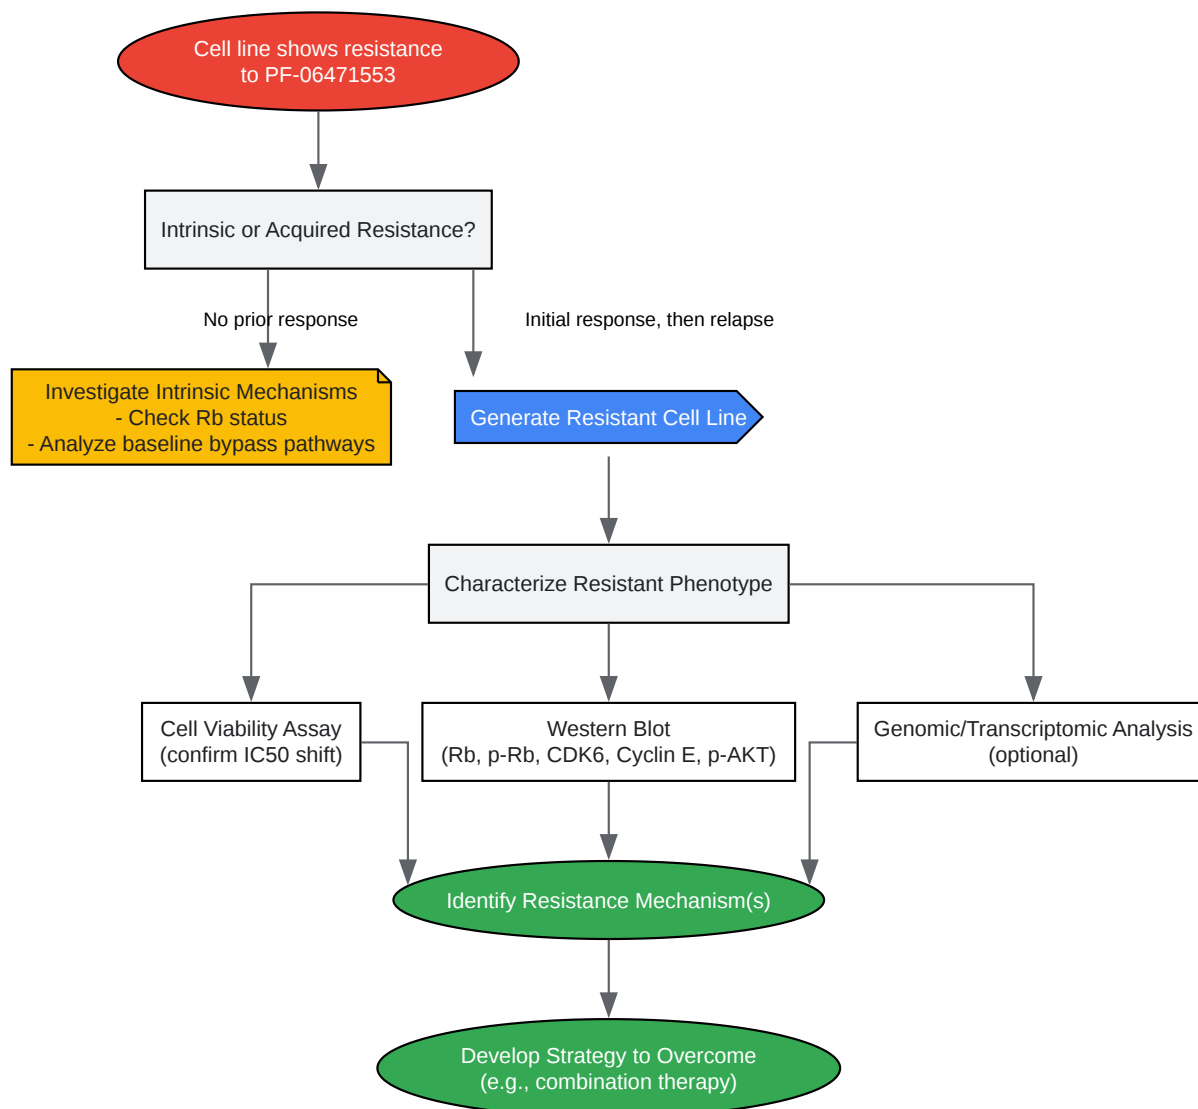 Cell line shows resistance
to PF-06471553
Intrinsic or Acquired Resistance?
No prior response
Initial response, then relapse
Investigate Intrinsic Mechanisms
- Check Rb status
- Analyze baseline bypass pathways
Generate Resistant Cell Line
Characterize Resistant Phenotype
Cell Viability Assay
(confirm IC50 shift)
Western Blot
(Rb, p-Rb, CDK6, Cyclin E, p-AKT)
Genomic/Transcriptomic Analysis
(optional)
Identify Resistance Mechanism(s)
Develop Strategy to Overcome
(e.g., combination therapy)